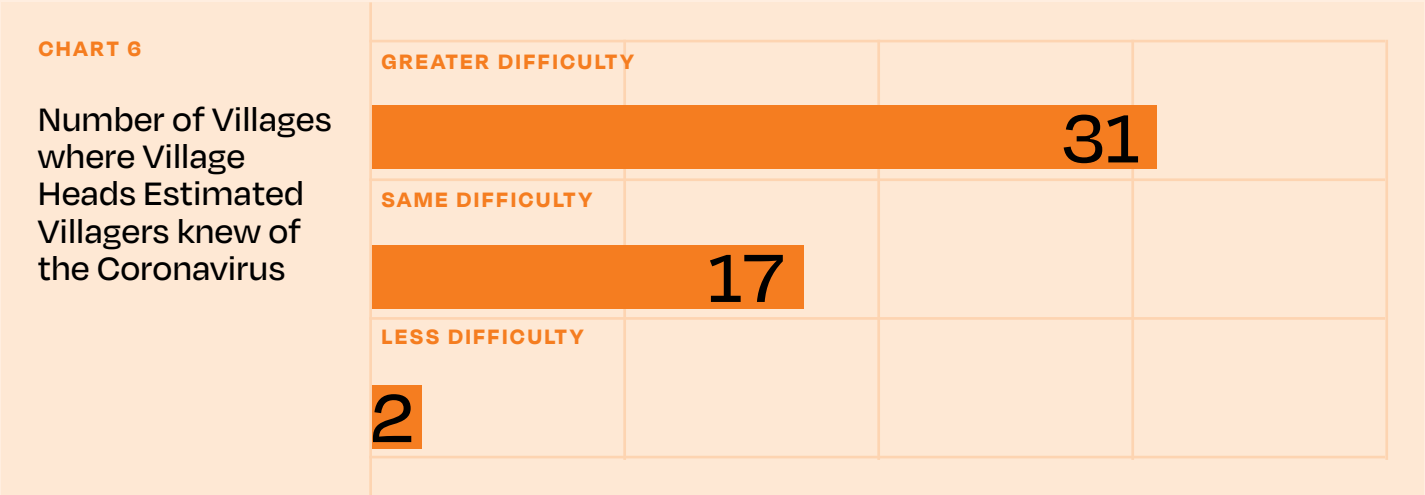 CHART 6
Number of Villages
where Village
Heads Estimated
Villagers knew of
the Coronavirus
GREATER DIFFICULTY
31
SAME DIFFICULTY
17
LESS DIFFICULTY
2